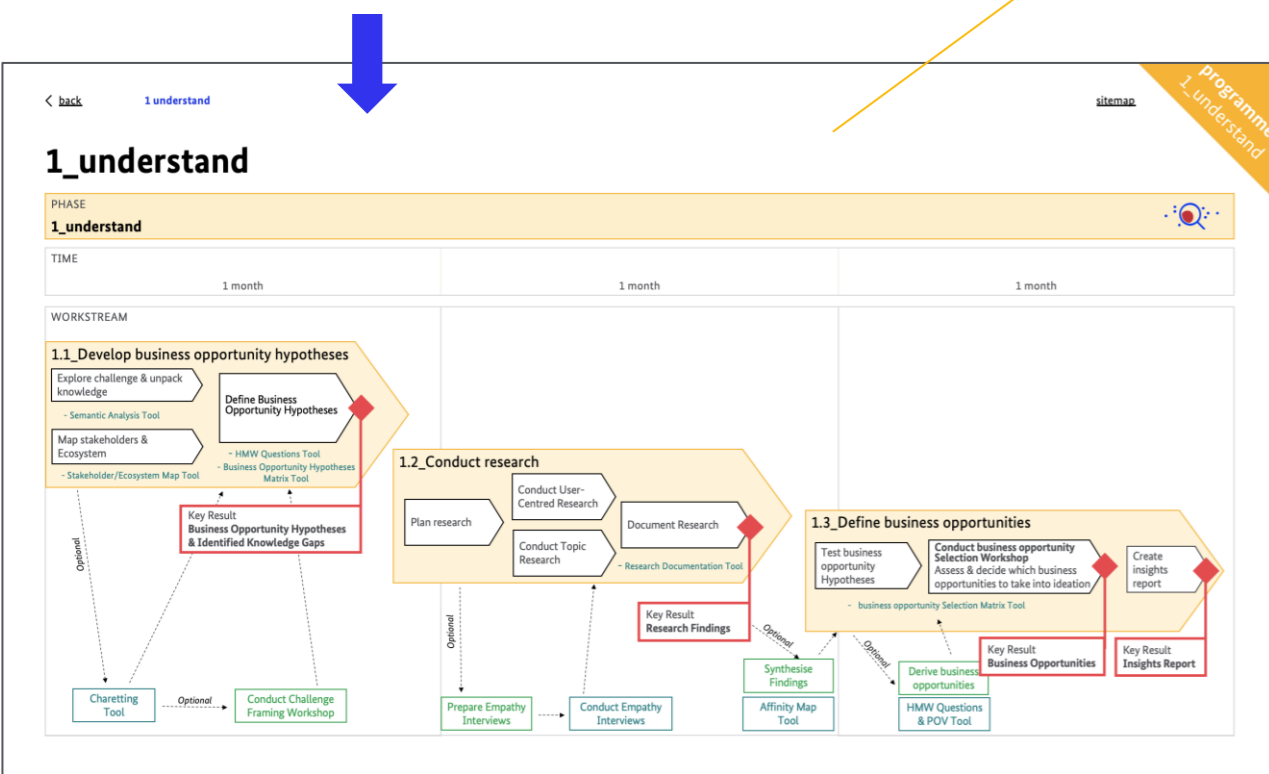 < back
1 understand
sitemap
programme
1_understand
1_understand
PHASE
1_understand
TIME
1 month
1 month
1 month
WORKSTREAM
1.1_Develop business opportunity hypotheses
Explore challenge & unpack
knowledge
- Semantic Analysis Tool
Map stakeholders &
Ecosystem
- Stakeholder/Ecosystem Map Tool
Define Business
Opportunity Hypotheses
- HMW Questions Tool
- Business Opportunity Hypotheses
Matrix Tool
Key Result
Business Opportunity Hypotheses
& Identified Knowledge Gaps
Optional
Charetting
Tool
Optional
Conduct Challenge
Framing Workshop
1.2_Conduct research
Plan research
Conduct User-
Centred Research
Conduct Topic
Research
Document Research
- Research Documentation Tool
Key Result
Research Findings
Optional
Prepare Empathy
Interviews
Conduct Empathy
Interviews
Optional
Synthesise
Findings
Affinity Map
Tool
1.3_Define business opportunities
Test business
opportunity
Hypotheses
Conduct business opportunity
Selection Workshop
Assess & decide which business
opportunities to take into ideation
- business opportunity Selection Matrix Tool
Create
insights
report
Optional
Derive business
opportunities
HMW Questions
& POV Tool
Key Result
Business Opportunities
Key Result
Insights Report